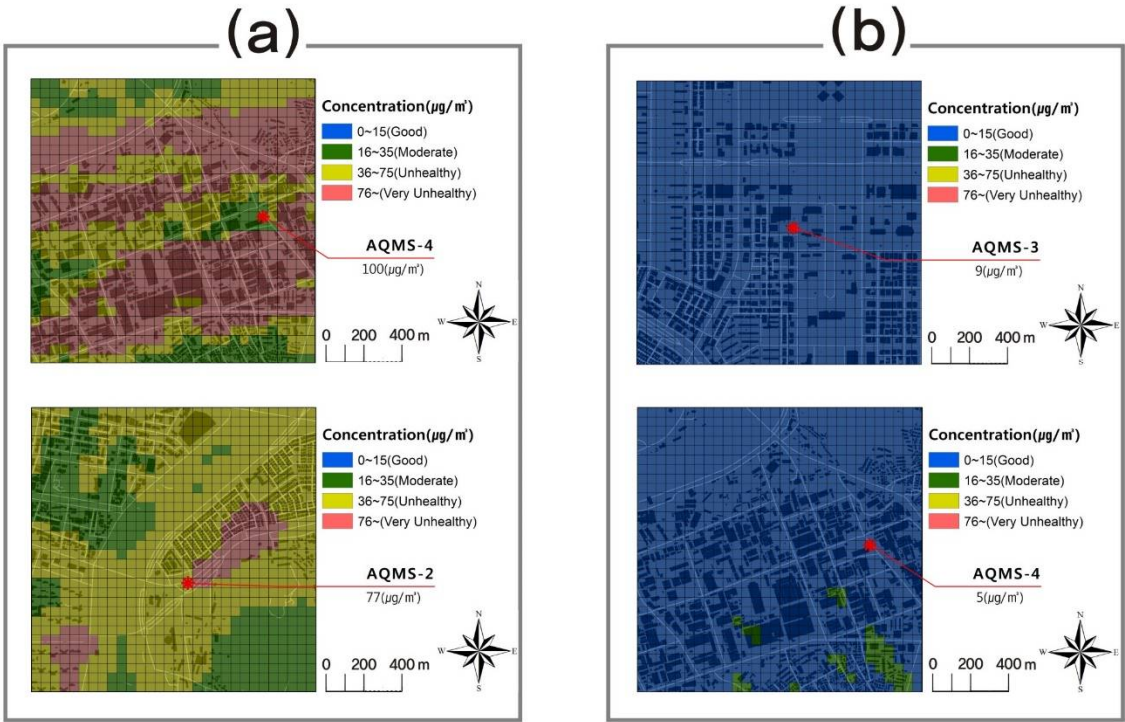 (a)
Concentration(㎍/㎥)
0~15(Good)
16~35(Moderate)
36~75(Unhealthy)
76~(Very Unhealthy)
AQMS-4
100(㎍/㎥)
N
W E
S
0 200 400 m
Concentration(㎍/㎥)
0~15(Good)
16~35(Moderate)
36~75(Unhealthy)
76~(Very Unhealthy)
AQMS-2
77(㎍/㎥)
N
W E
S
0 200 400 m
(b)
Concentration(㎍/㎥)
0~15(Good)
16~35(Moderate)
36~75(Unhealthy)
76~(Very Unhealthy)
AQMS-3
9(㎍/㎥)
N
W E
S
0 200 400 m
Concentration(㎍/㎥)
0~15(Good)
16~35(Moderate)
36~75(Unhealthy)
76~(Very Unhealthy)
AQMS-4
5(㎍/㎥)
N
W E
S
0 200 400 m